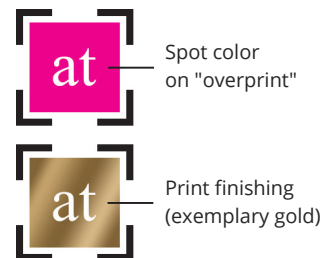 at
Spot color
on "overprint"
at
Print finishing
(exemplary gold)